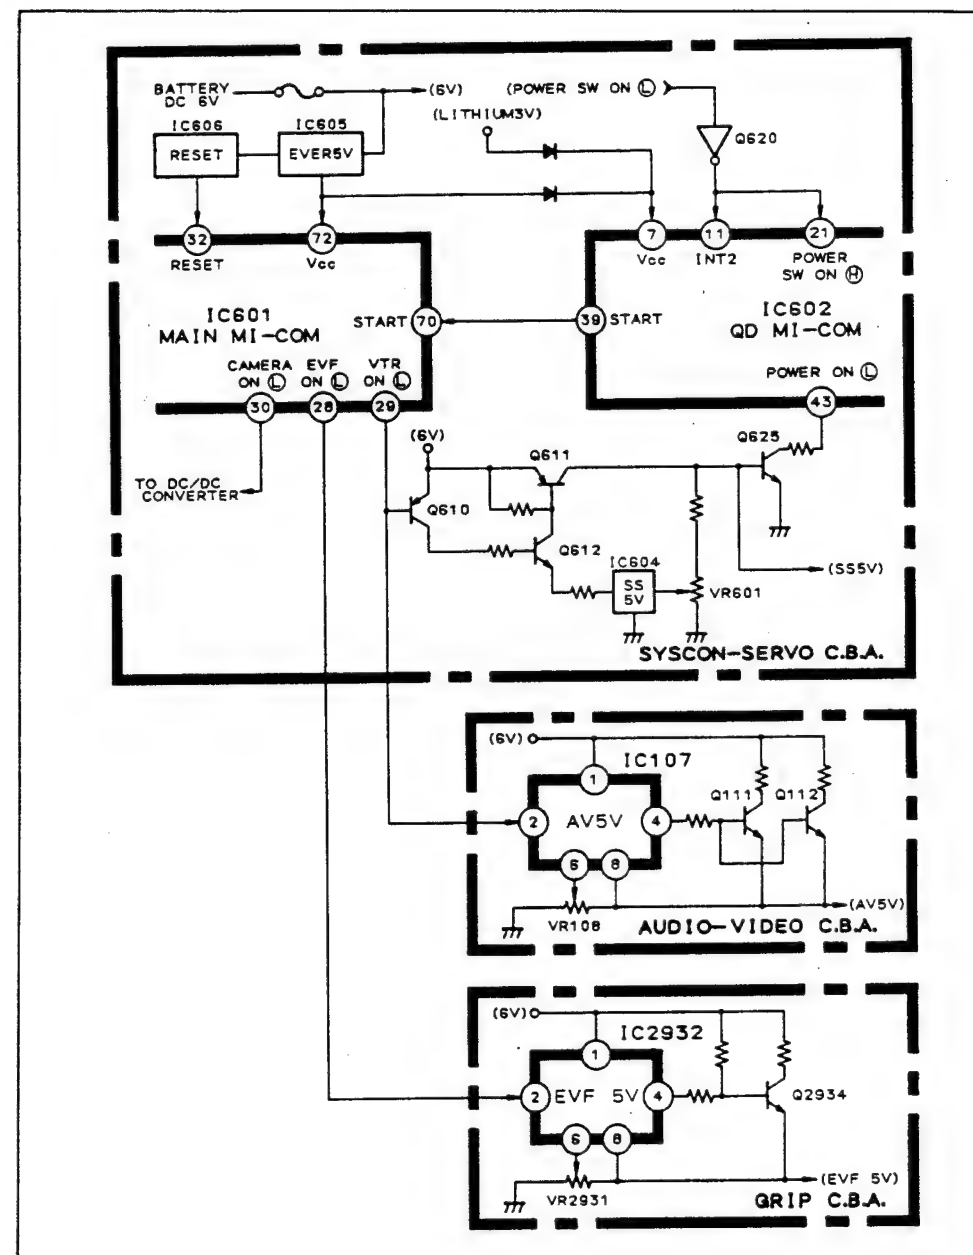 BATTERY
DC 6V
(6V)
(POWER SW ON Ⓛ)
IC606
IC605
(LITHIUM3V)
RESET
EVER5V
Q620
32
72
7
11
21
RESET
Vcc
Vcc
INT2
POWER
SW ON Ⓗ
IC601
MAIN MI-COM
START
70
39
START
IC602
QD MI-COM
CAMERA
ON Ⓛ
EVF
ON Ⓛ
VTR
ON Ⓛ
POWER ON Ⓛ
30
28
29
43
(6V)
Q611
Q625
TO DC/DC
CONVERTER
Q610
Q612
IC604
SS
5V
VR601
(SS5V)
SYSCON-SERVO C.B.A.
(6V)
IC107
1
Q111
Q112
2
AV5V
4
6
8
VR108
(AV5V)
AUDIO-VIDEO C.B.A.
(6V)
IC2932
1
2
EVF 5V
4
Q2934
6
8
VR2931
(EVF 5V)
GRIP C.B.A.